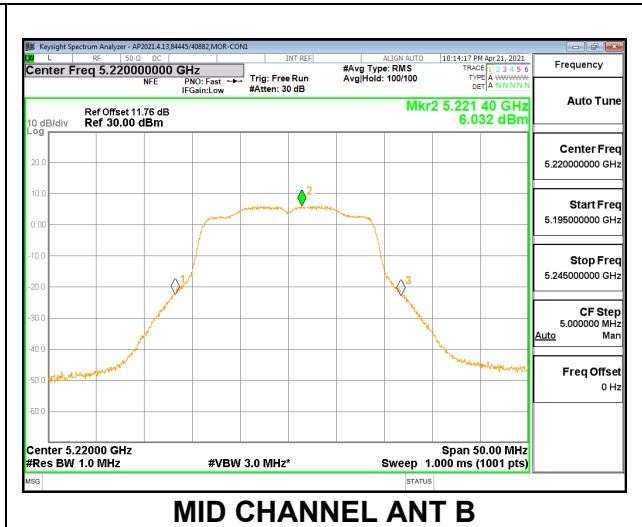 Keysight Spectrum Analyzer - AP2021.4.13,84445/40882,MOR-CON1
L RF 50 Ω DC INT REF ALIGN AUTO 10:14:17 PM Apr 21, 2021
Center Freq 5.220000000 GHz
NFE PNO: Fast IFGain:Low
Trig: Free Run #Atten: 30 dB
#Avg Type: RMS Avg|Hold: 100/100
TRACE 1 2 3 4 5 6
TYPE A WWWWW
DET A N N N N N
Frequency
Mkr2 5.221 40 GHz
6.032 dBm
Ref Offset 11.76 dB
10 dB/div Ref 30.00 dBm
Log
20.0
10.0
0.00
-10.0
-20.0
-30.0
-40.0
-50.0
-60.0
1
2
3
Center 5.22000 GHz Span 50.00 MHz
#Res BW 1.0 MHz #VBW 3.0 MHz* Sweep 1.000 ms (1001 pts)
Auto Tune
Center Freq
5.220000000 GHz
Start Freq
5.195000000 GHz
Stop Freq
5.245000000 GHz
CF Step
5.000000 MHz
Auto Man
Freq Offset
0 Hz
MSG STATUS
MID CHANNEL ANT B